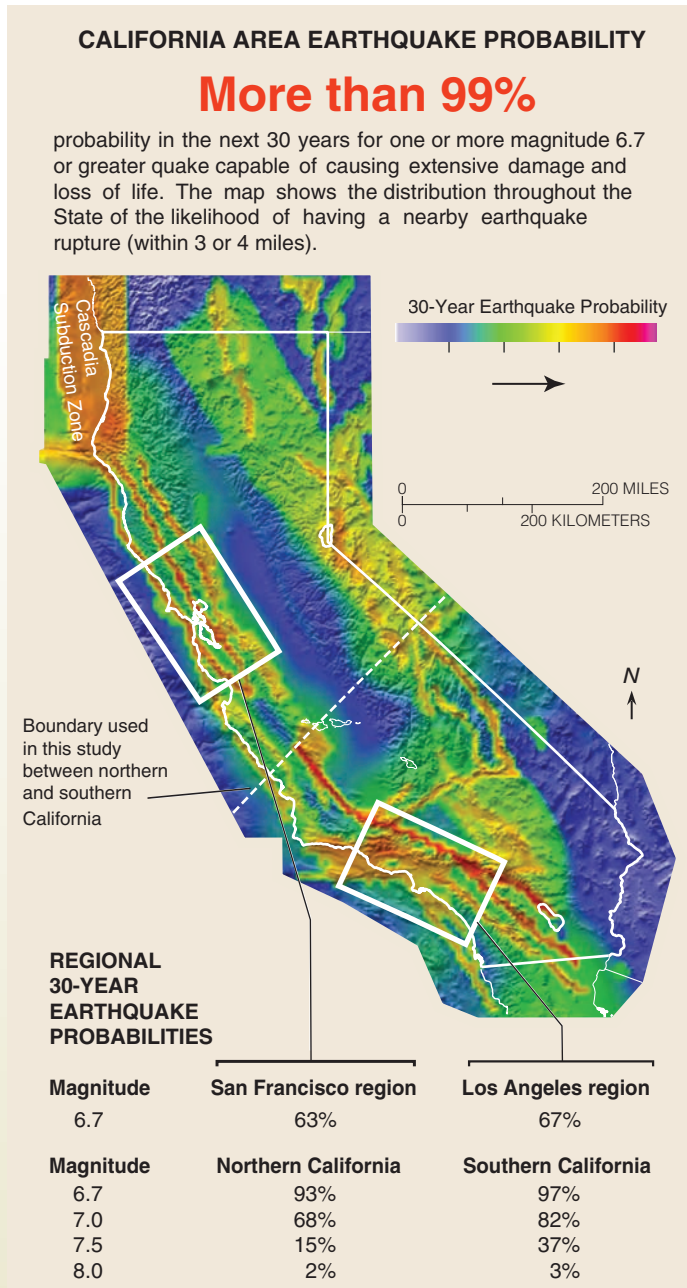 CALIFORNIA AREA EARTHQUAKE PROBABILITY
More than 99%
probability in the next 30 years for one or more magnitude 6.7
or greater quake capable of causing extensive damage and
loss of life. The map shows the distribution throughout the
State of the likelihood of having a nearby earthquake
rupture (within 3 or 4 miles).
Cascadia
Subduction Zone
30-Year Earthquake Probability
0 200 MILES
0 200 KILOMETERS
N
Boundary used
in this study
between northern
and southern
California
REGIONAL
30-YEAR
EARTHQUAKE
PROBABILITIES
Magnitude San Francisco region Los Angeles region
6.7 63% 67%
Magnitude Northern California Southern California
6.7 93% 97%
7.0 68% 82%
7.5 15% 37%
8.0 2% 3%